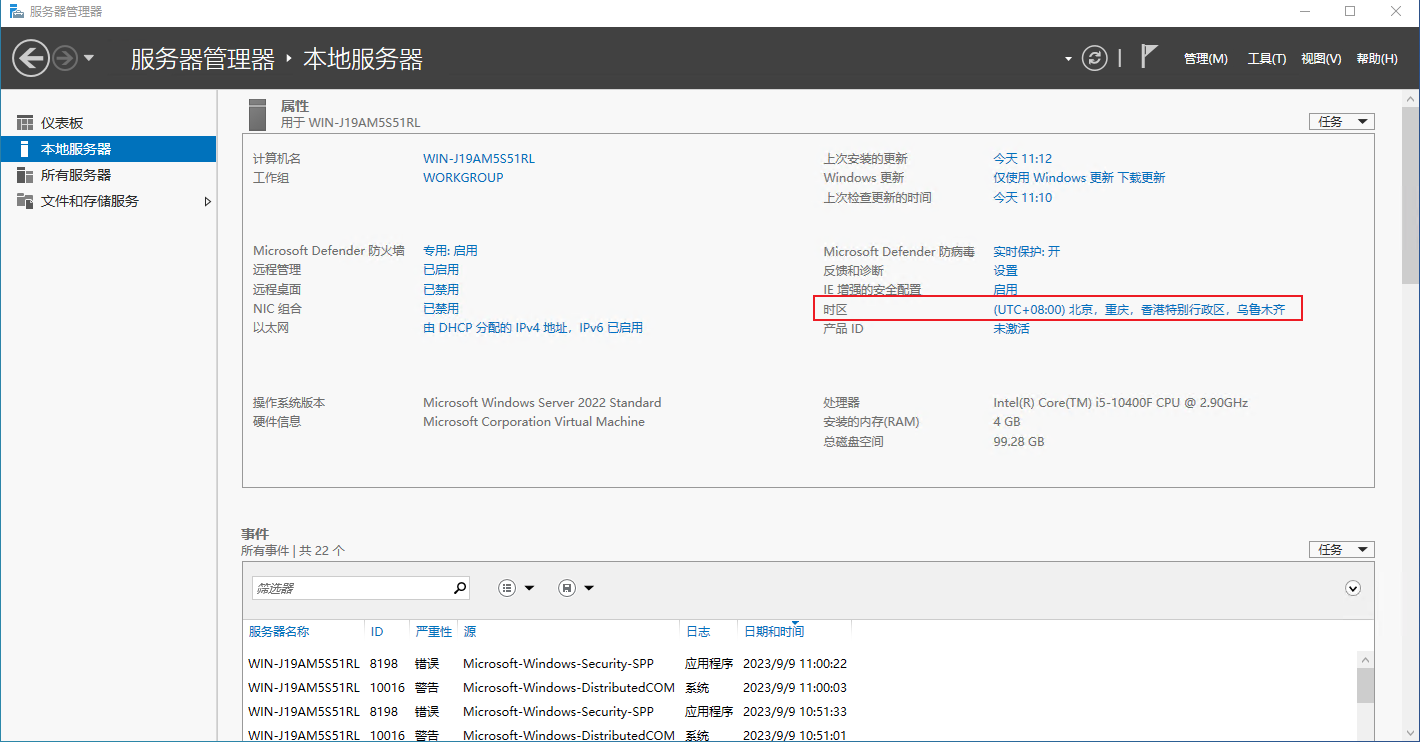 服务器管理器
服务器管理器 · 本地服务器
管理(M) 工具(T) 视图(V) 帮助(H)
仪表板
本地服务器
所有服务器
文件和存储服务
属性
用于 WIN-J19AM5S51RL
任务
计算机名 WIN-J19AM5S51RL
工作组 WORKGROUP
上次安装的更新 今天 11:12
Windows 更新 仅使用 Windows 更新 下载更新
上次检查更新的时间 今天 11:10
Microsoft Defender 防火墙 专用: 启用
远程管理 已启用
远程桌面 已禁用
NIC 组合 已禁用
以太网 由 DHCP 分配的 IPv4 地址，IPv6 已启用
Microsoft Defender 防病毒 实时保护: 开
反馈和诊断 设置
IE 增强的安全配置 启用
时区 (UTC+08:00) 北京，重庆，香港特别行政区，乌鲁木齐
产品 ID 未激活
操作系统版本 Microsoft Windows Server 2022 Standard
硬件信息 Microsoft Corporation Virtual Machine
处理器 Intel(R) Core(TM) i5-10400F CPU @ 2.90GHz
安装的内存(RAM) 4 GB
总磁盘空间 99.28 GB
事件
所有事件 | 共 22 个
任务
筛选器
服务器名称 ID 严重性 源 日志 日期和时间
WIN-J19AM5S51RL 8198 错误 Microsoft-Windows-Security-SPP 应用程序 2023/9/9 11:00:22
WIN-J19AM5S51RL 10016 警告 Microsoft-Windows-DistributedCOM 系统 2023/9/9 11:00:03
WIN-J19AM5S51RL 8198 错误 Microsoft-Windows-Security-SPP 应用程序 2023/9/9 10:51:33
WIN-J19AM5S51RL 10016 警告 Microsoft-Windows-DistributedCOM 系统 2023/9/9 10:51:01